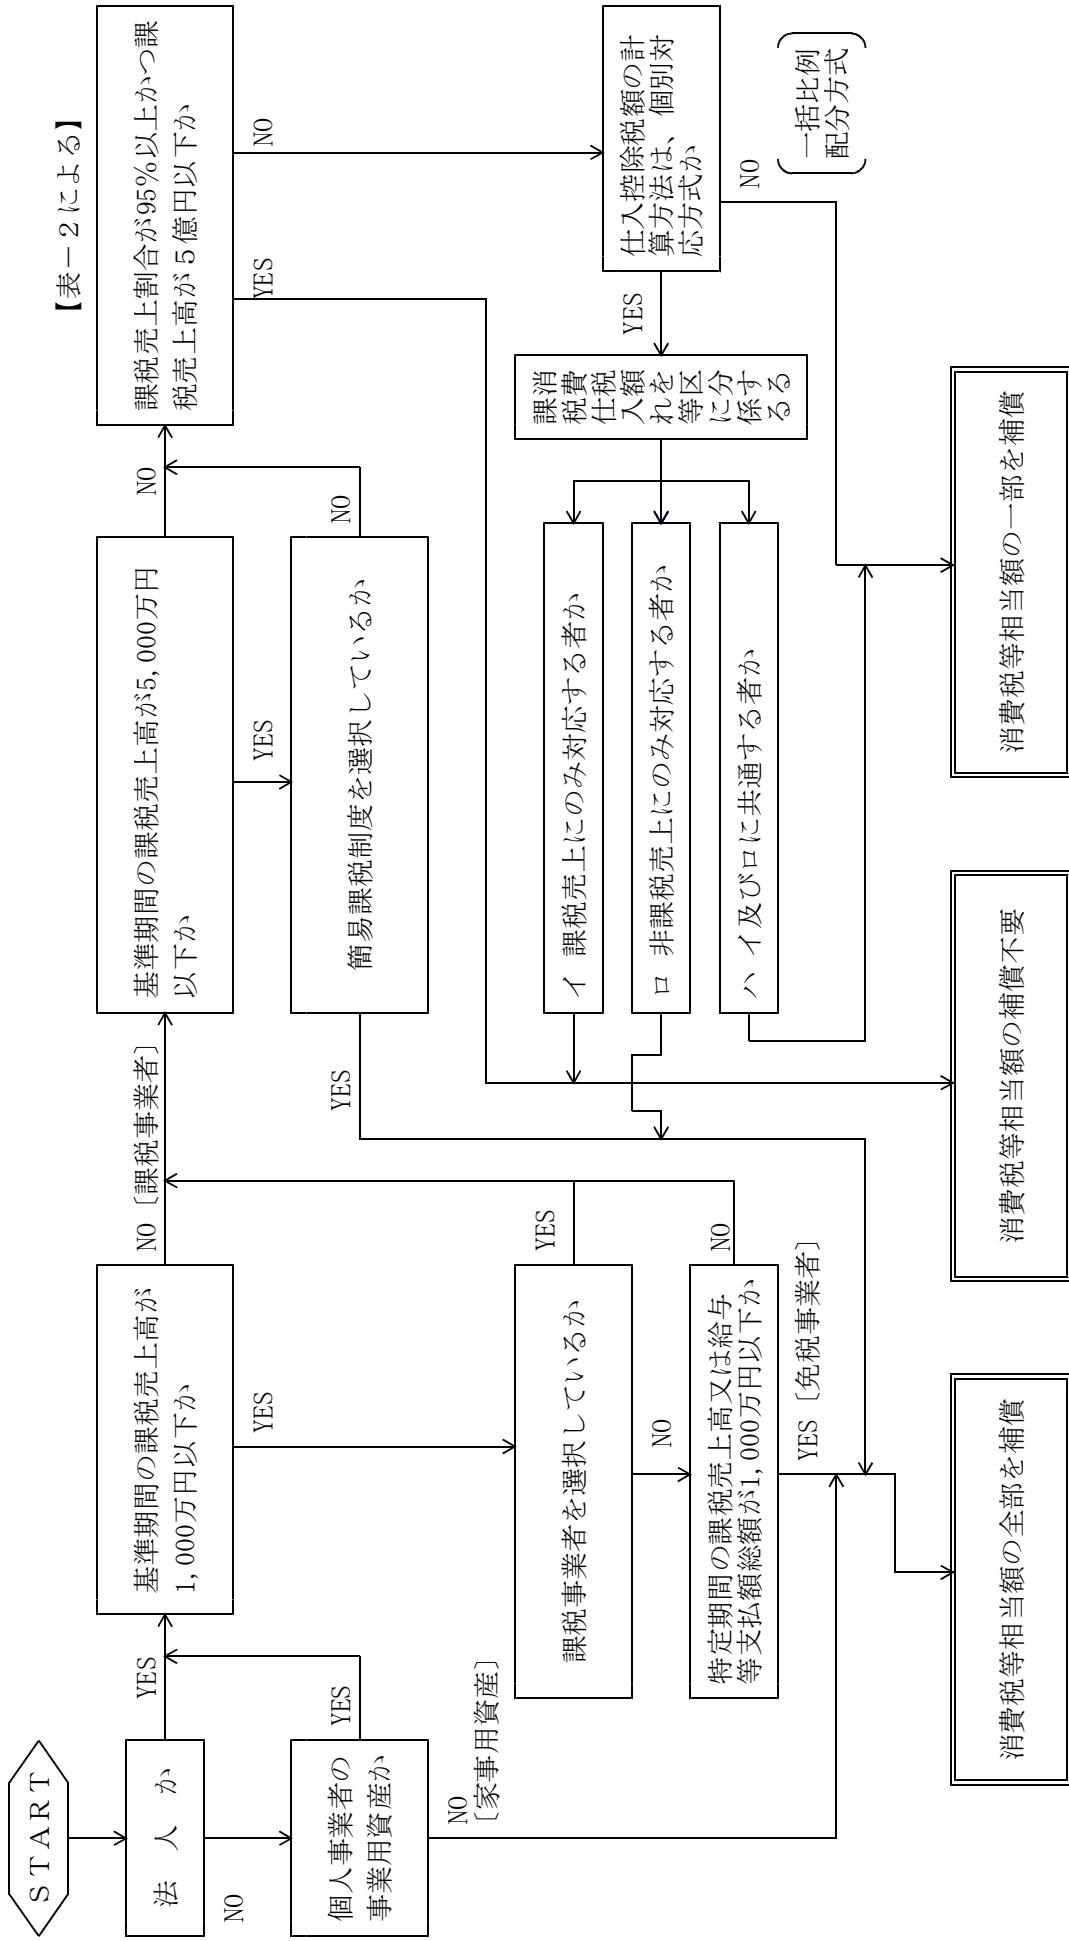 【表－２による】
ＳＴＡＲＴ
法　人　か
YES
NO
個人事業者の
事業用資産か
YES
NO
〔家事用資産〕
基準期間の課税売上高が
1,000万円以下か
NO〔課税事業者〕
YES
課税事業者を選択しているか
YES
NO
特定期間の課税売上高又は給与
等支払額総額が1,000万円以下か
NO
YES〔免税事業者〕
基準期間の課税売上高が5,000万円
以下か
NO
YES
簡易課税制度を選択しているか
NO
YES
課税売上割合が95％以上かつ課
税売上高が５億円以下か
YES
NO
仕入控除税額の計
算方法は、個別対
応方式か
YES
NO
一括比例
配分方式
課税仕入れ等に係る
消費税額を区分する
イ 課税売上にのみ対応する者か
ロ 非課税売上にのみ対応する者か
ハ イ及びロに共通する者か
消費税等相当額の全部を補償
消費税等相当額の補償不要
消費税等相当額の一部を補償